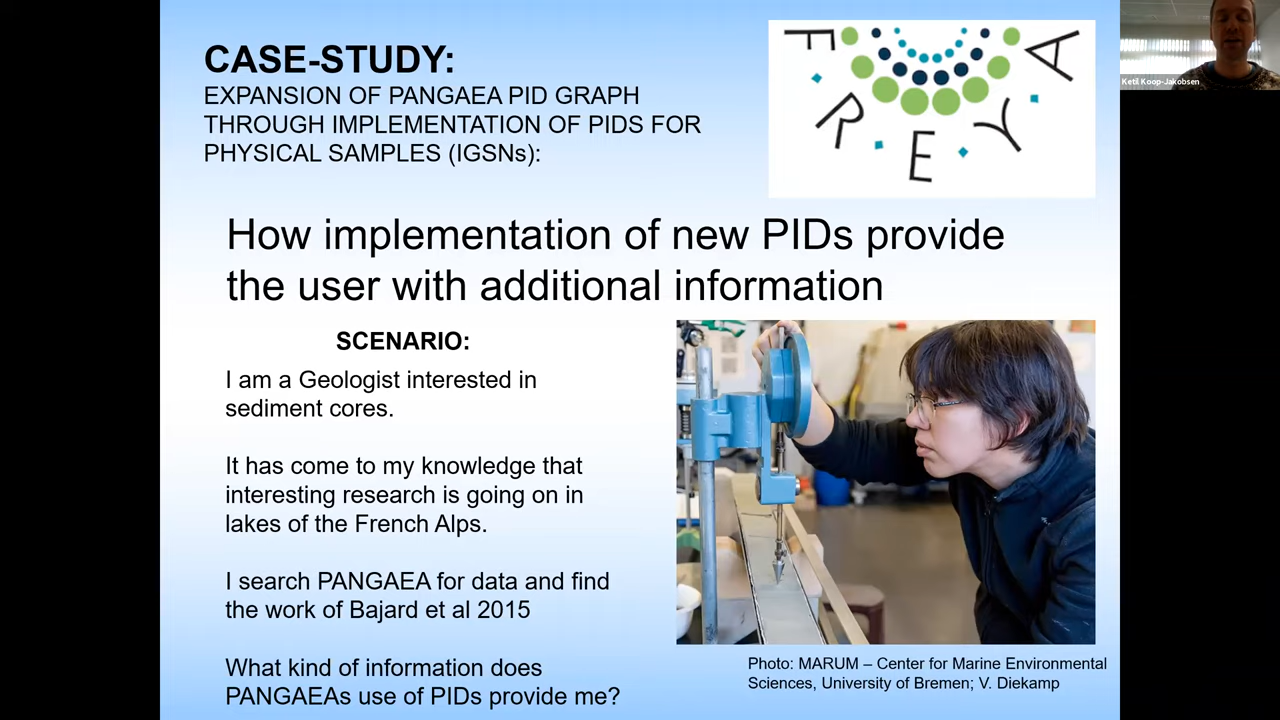 CASE-STUDY:
EXPANSION OF PANGAEA PID GRAPH
THROUGH IMPLEMENTATION OF PIDS FOR
PHYSICAL SAMPLES (IGSNs):
FREYA
Ketil Koop-Jakobsen
How implementation of new PIDs provide
the user with additional information
SCENARIO:
I am a Geologist interested in
sediment cores.
It has come to my knowledge that
interesting research is going on in
lakes of the French Alps.
I search PANGAEA for data and find
the work of Bajard et al 2015
What kind of information does
PANGAEAs use of PIDs provide me?
Photo: MARUM – Center for Marine Environmental
Sciences, University of Bremen; V. Diekamp